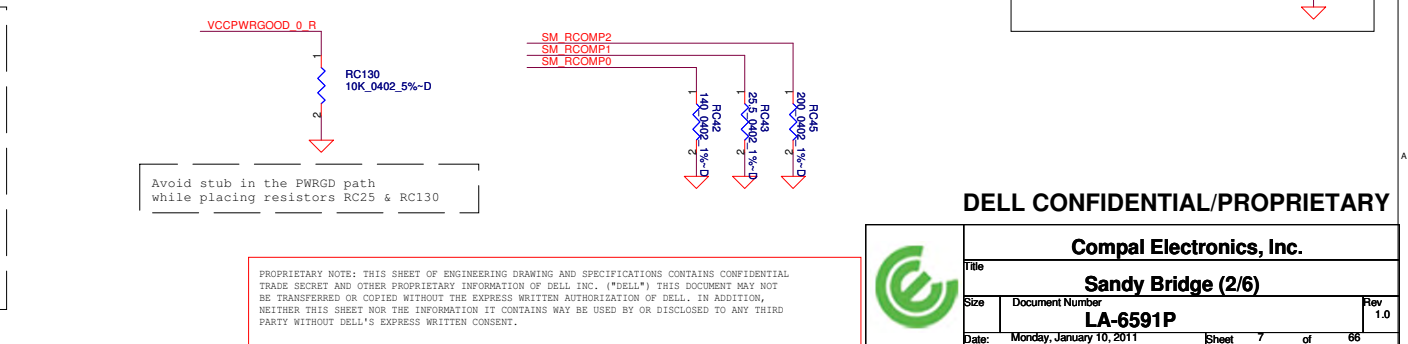 VCCPWRGOOD_0_R
1
RC130
10K_0402_5%~D
2
Avoid stub in the PWRGD path
while placing resistors RC25 & RC130
SM_RCOMP2
SM_RCOMP1
SM_RCOMP0
1
RC42
140_0402_1%~D
2
1
RC43
25.5_0402_1%~D
2
1
RC45
200_0402_1%~D
2
A
DELL CONFIDENTIAL/PROPRIETARY
PROPRIETARY NOTE: THIS SHEET OF ENGINEERING DRAWING AND SPECIFICATIONS CONTAINS CONFIDENTIAL
TRADE SECRET AND OTHER PROPRIETARY INFORMATION OF DELL INC. ("DELL") THIS DOCUMENT MAY NOT
BE TRANSFERRED OR COPIED WITHOUT THE EXPRESS WRITTEN AUTHORIZATION OF DELL. IN ADDITION,
NEITHER THIS SHEET NOR THE INFORMATION IT CONTAINS WAY BE USED BY OR DISCLOSED TO ANY THIRD
PARTY WITHOUT DELL'S EXPRESS WRITTEN CONSENT.
Compal Electronics, Inc.
Title
Sandy Bridge (2/6)
Size Document Number Rev
LA-6591P 1.0
Date: Monday, January 10, 2011 Sheet 7 of 66